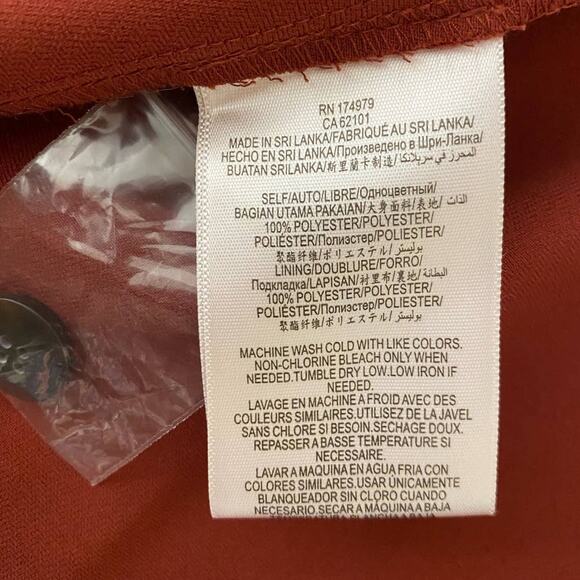 RN 174979
CA 62101
MADE IN SRI LANKA/FABRIQUÉ AU SRI LANKA/
HECHO EN SRI LANKA/Произведено в Шри-Ланка/
BUATAN SRILANKA/斯里蘭卡制造/المحرز في سريلانكا
SELF/AUTO/LIBRE/Одноцветный/
BAGIAN UTAMA PAKAIAN/大身面料/表地/الذات
100% POLYESTER/POLYESTER/
POLIÉSTER/Полиэстер/POLIESTER/
聚酯纤维/ポリエステル/بوليستر
LINING/DOUBLURE/FORRO/
Подкладка/LAPISAN/衬里布/裏地/البطانة
100% POLYESTER/POLYESTER/
POLIÉSTER/Полиэстер/POLIESTER/
聚酯纤维/ポリエステル/بوليستر
MACHINE WASH COLD WITH LIKE COLORS.
NON-CHLORINE BLEACH ONLY WHEN
NEEDED.TUMBLE DRY LOW.LOW IRON IF
NEEDED.
LAVAGE EN MACHINE A FROID AVEC DES
COULEURS SIMILAIRES.UTILISEZ DE LA JAVEL
SANS CHLORE SI BESOIN.SECHAGE DOUX.
REPASSER A BASSE TEMPERATURE SI
NECESSAIRE.
LAVAR A MAQUINA EN AGUA FRIA CON
COLORES SIMILARES.USAR ÚNICAMENTE
BLANQUEADOR SIN CLORO CUANDO
NECESARIO.SECAR A MÁQUINA A BAJA